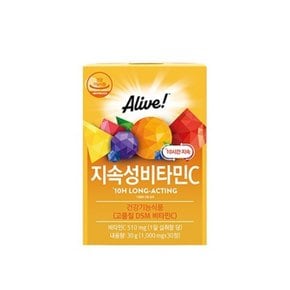 Alive!
10시간 지속
지속성비타민C
10H LONG-ACTING
건강기능식품
(고품질 DSM 비타민C)
비타민C 510 mg (1일 섭취량 당)
내용량: 30 g (1,000 mg x 30정)